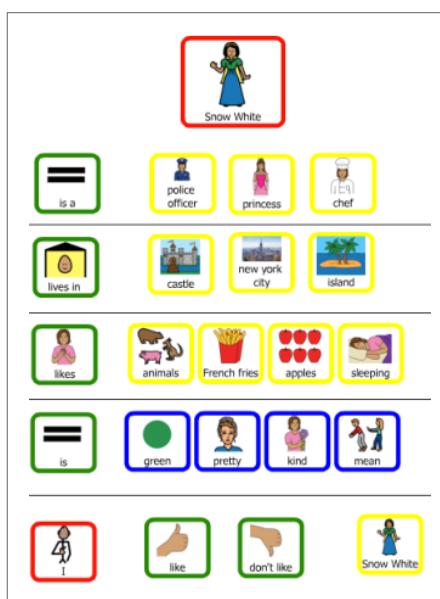 Snow White
is a
police
officer
princess
chef
lives in
castle
new york
city
island
likes
animals
French fries
apples
sleeping
is
green
pretty
kind
mean
I
like
don't like
Snow White